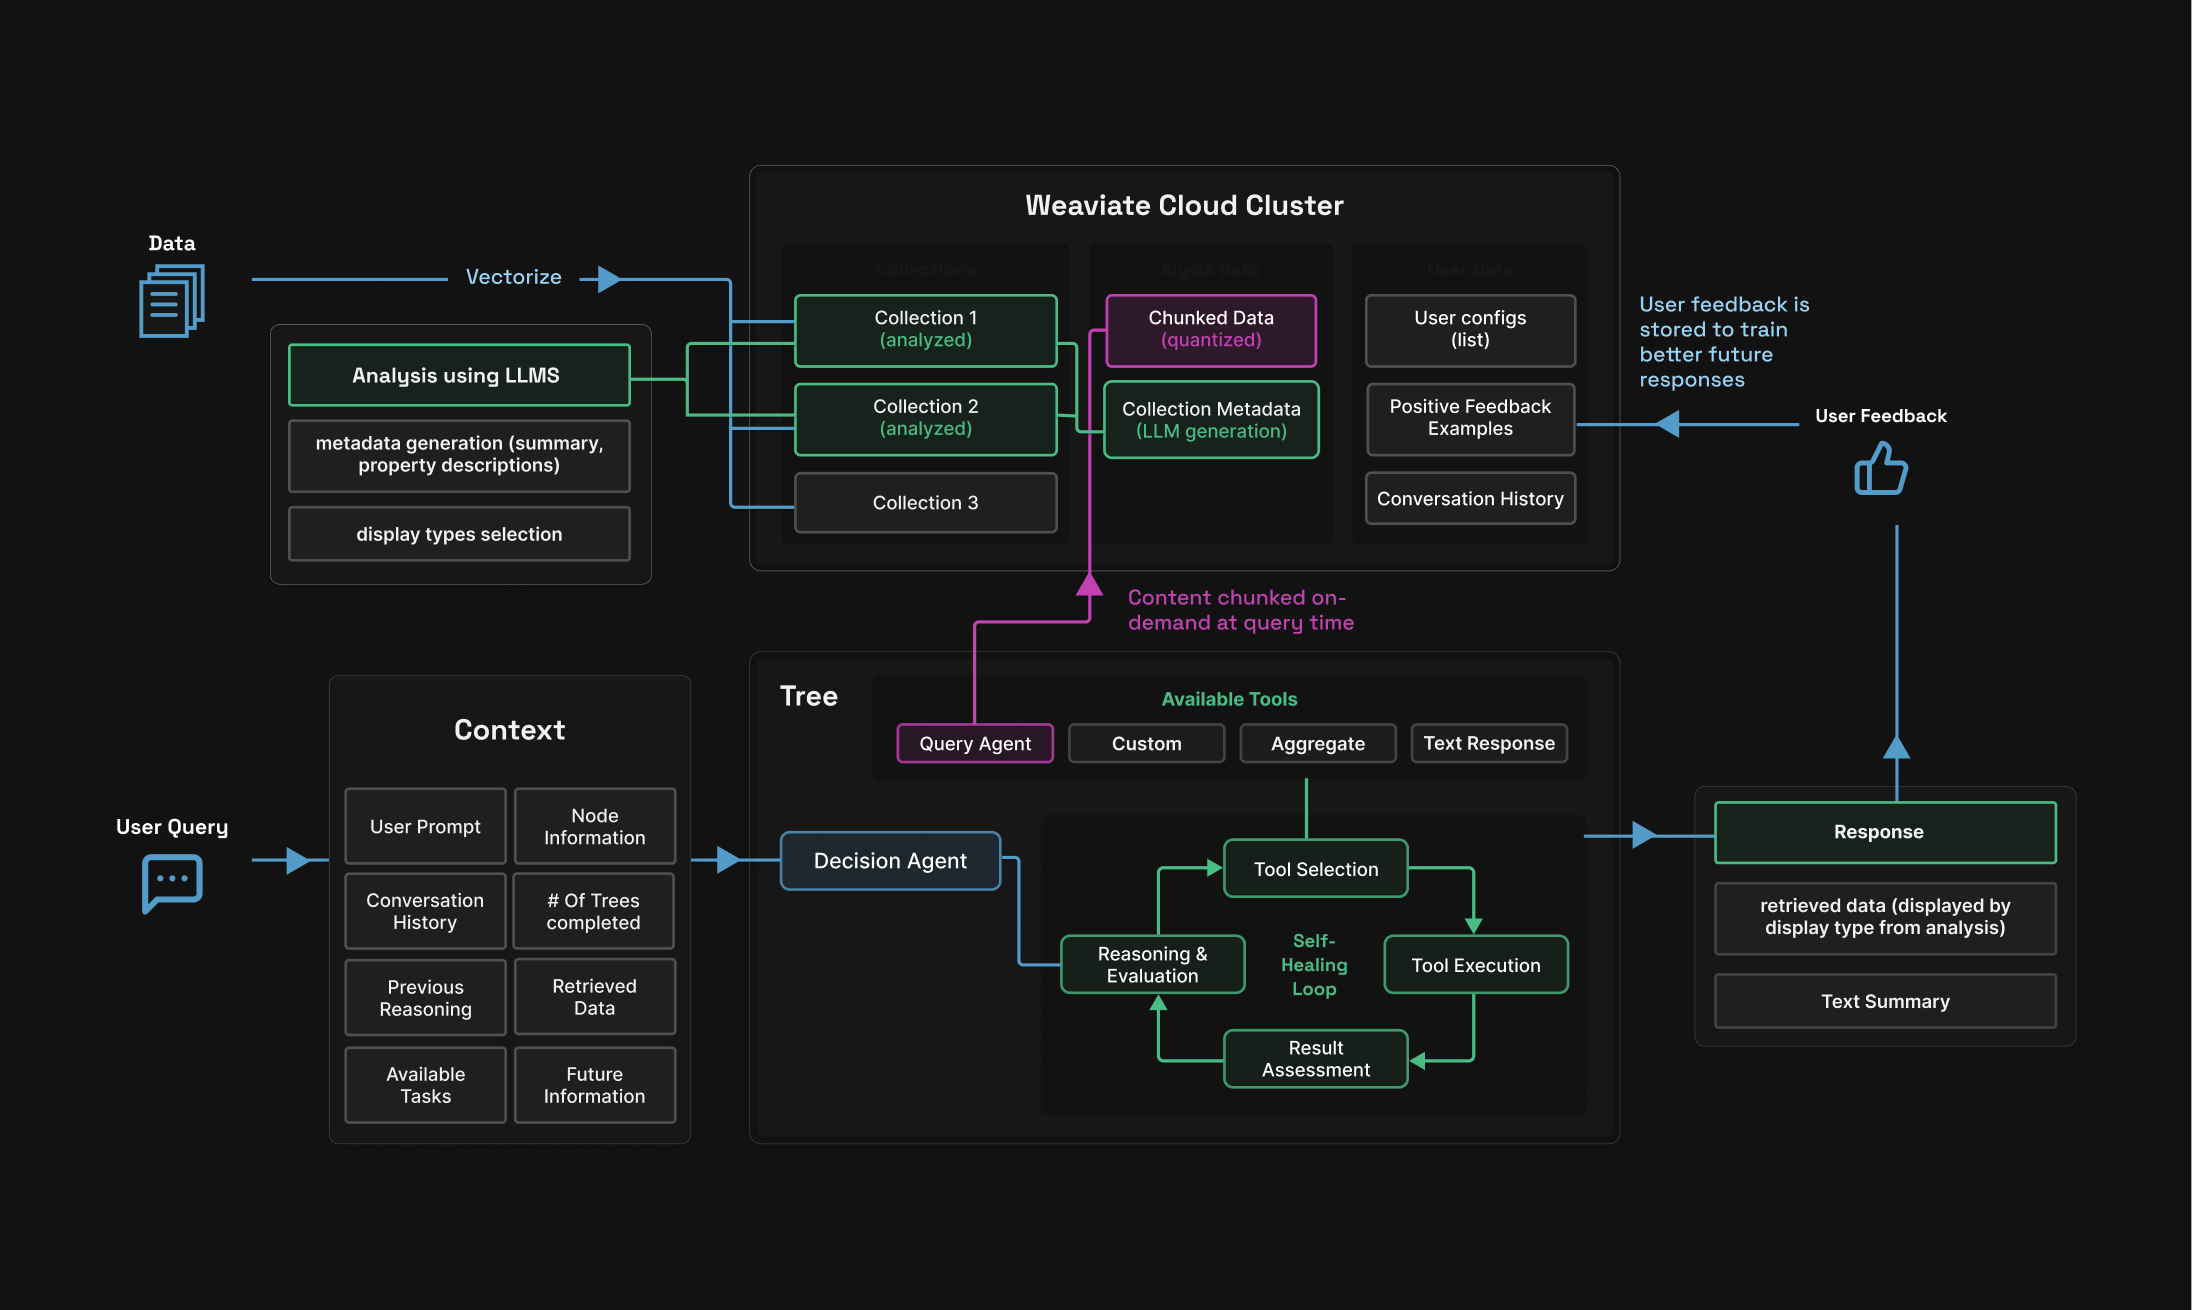 Weaviate Cloud Cluster
Data
Vectorize
Collections
Elysia Data
User Data
Collection 1
(analyzed)
Collection 2
(analyzed)
Collection 3
Chunked Data
(quantized)
Collection Metadata
(LLM generation)
User configs
(list)
Positive Feedback
Examples
Conversation History
User feedback is
stored to train
better future
responses
User Feedback
Analysis using LLMS
metadata generation (summary,
property descriptions)
display types selection
Content chunked on-
demand at query time
User Query
Context
User Prompt
Node
Information
Conversation
History
# Of Trees
completed
Previous
Reasoning
Retrieved
Data
Available
Tasks
Future
Information
Tree
Available Tools
Query Agent
Custom
Aggregate
Text Response
Decision Agent
Tool Selection
Reasoning &
Evaluation
Self-
Healing
Loop
Tool Execution
Result
Assessment
Response
retrieved data (displayed by
display type from analysis)
Text Summary